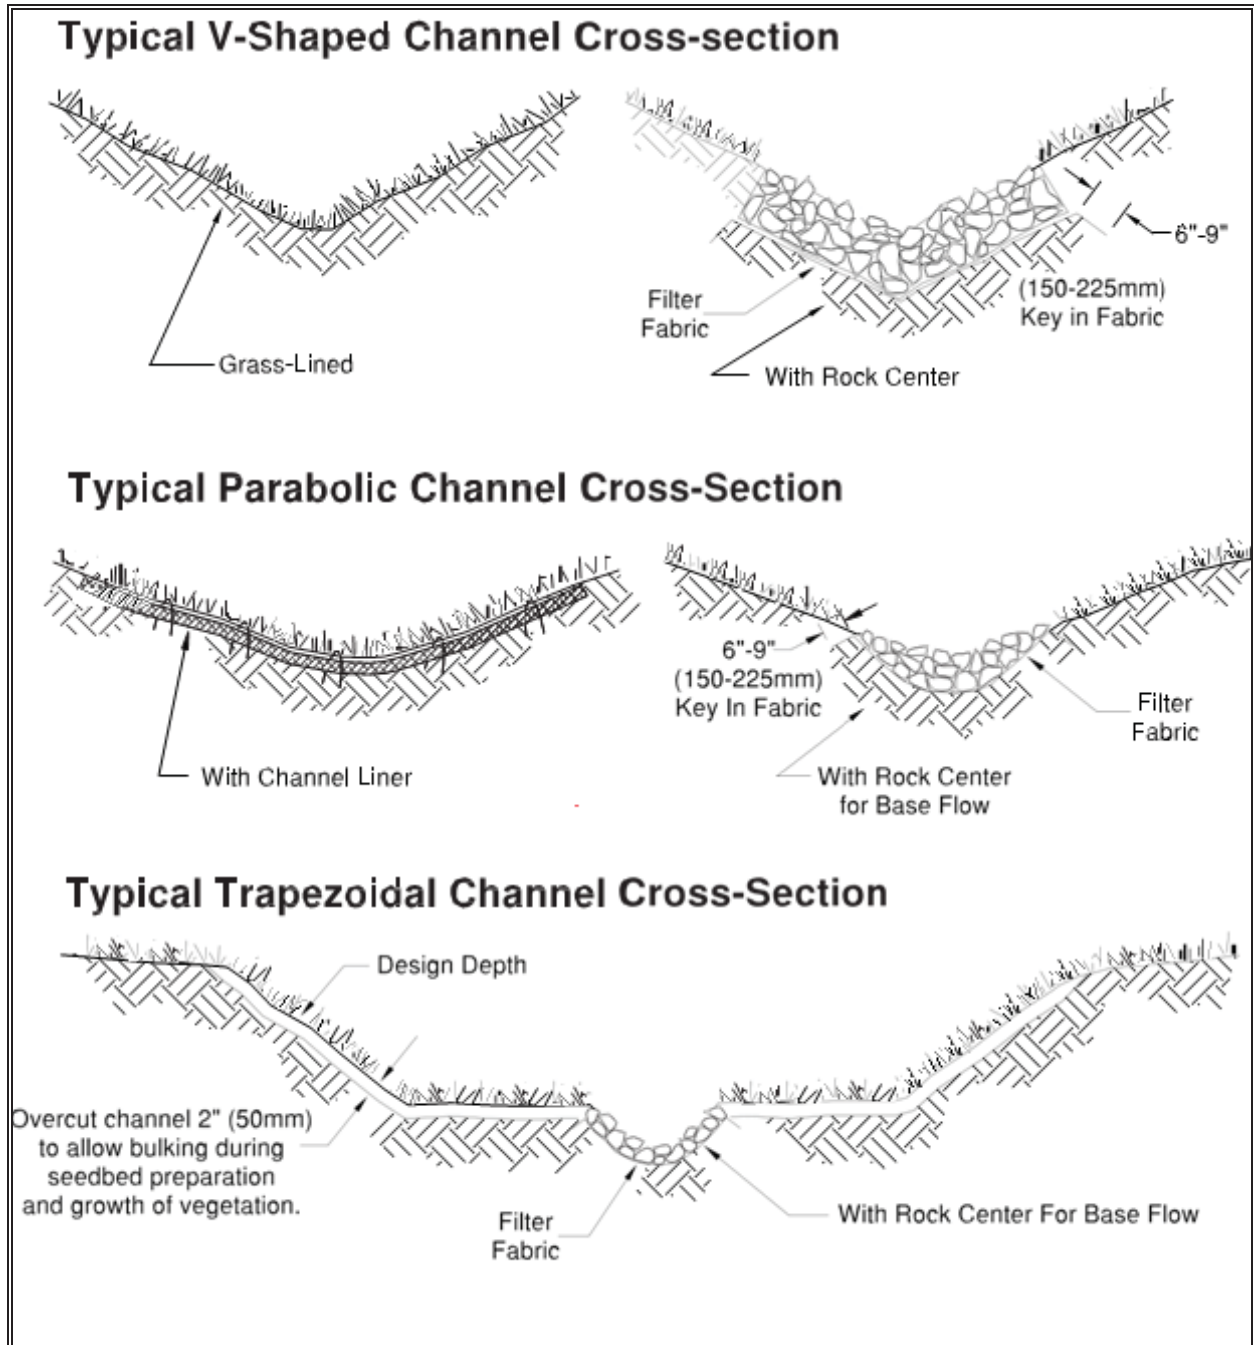 Typical V-Shaped Channel Cross-section
Grass-Lined
6"-9"
(150-225mm)
Key in Fabric
Filter
Fabric
With Rock Center
Typical Parabolic Channel Cross-Section
With Channel Liner
6"-9"
(150-225mm)
Key In Fabric
Filter
Fabric
With Rock Center
for Base Flow
Typical Trapezoidal Channel Cross-Section
Design Depth
Overcut channel 2" (50mm)
to allow bulking during
seedbed preparation
and growth of vegetation.
Filter
Fabric
With Rock Center For Base Flow